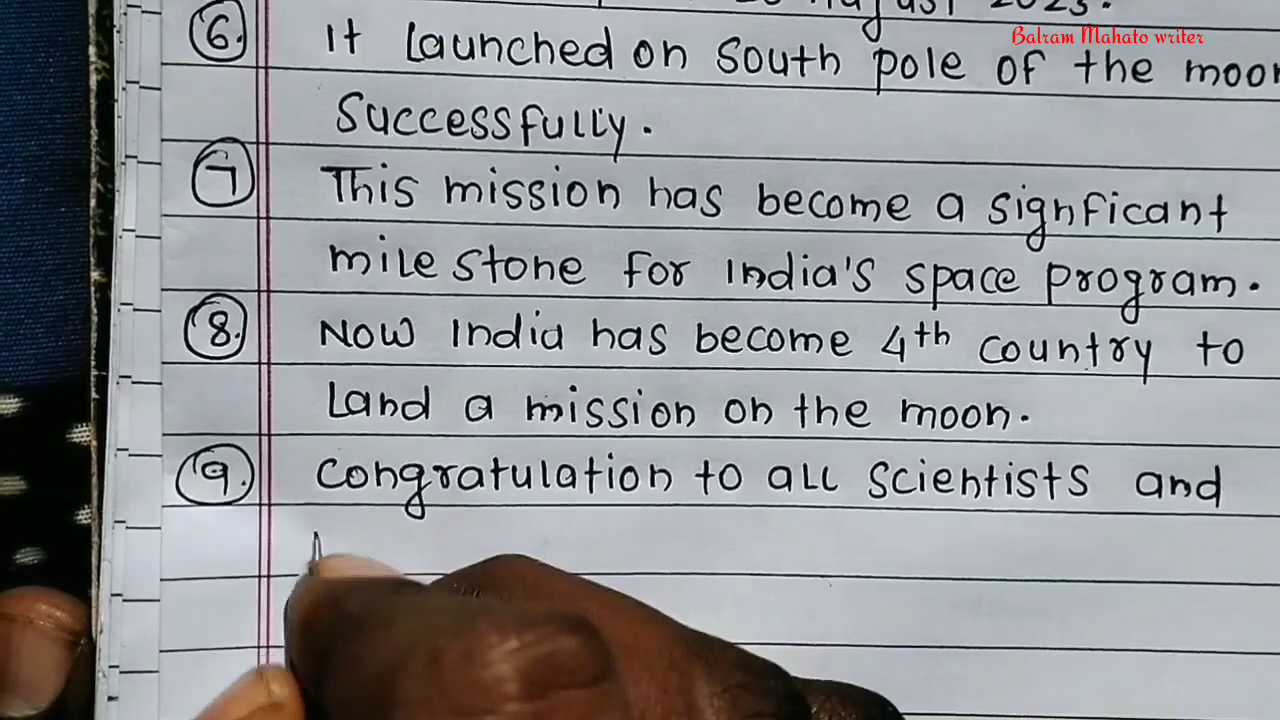 August 2023.
Balram Mahato writer
6. It launched on south pole of the moon
Successfully.
7 This mission has become a signficant
mile stone for India's space program.
8. Now India has become 4th country to
Land a mission on the moon.
9. Congratulation to all scientists and